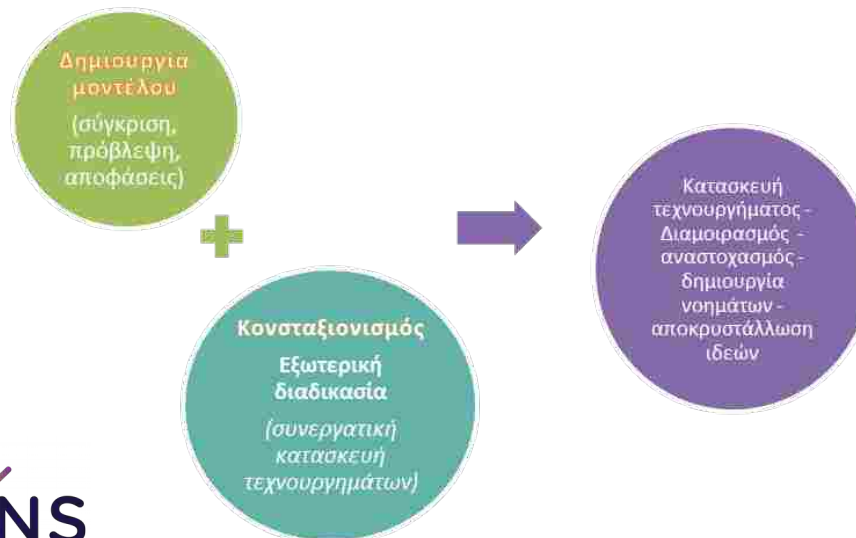 Δημιουργία
μοντέλου
(σύγκριση,
πρόβλεψη,
αποφάσεις)
Κονσταξιονισμός
Εξωτερική
διαδικασία
(συνεργατική
κατασκευή
τεχνουργημάτων)
Κατασκευή
τεχνουργήματος -
Διαμοιρασμός -
αναστοχασμός -
δημιουργία
νοημάτων -
αποκρυστάλλωση
ιδεών
NS